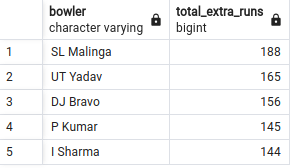 bowler total_extra_runs
character varying bigint
1 SL Malinga 188
2 UT Yadav 165
3 DJ Bravo 156
4 P Kumar 145
5 I Sharma 144